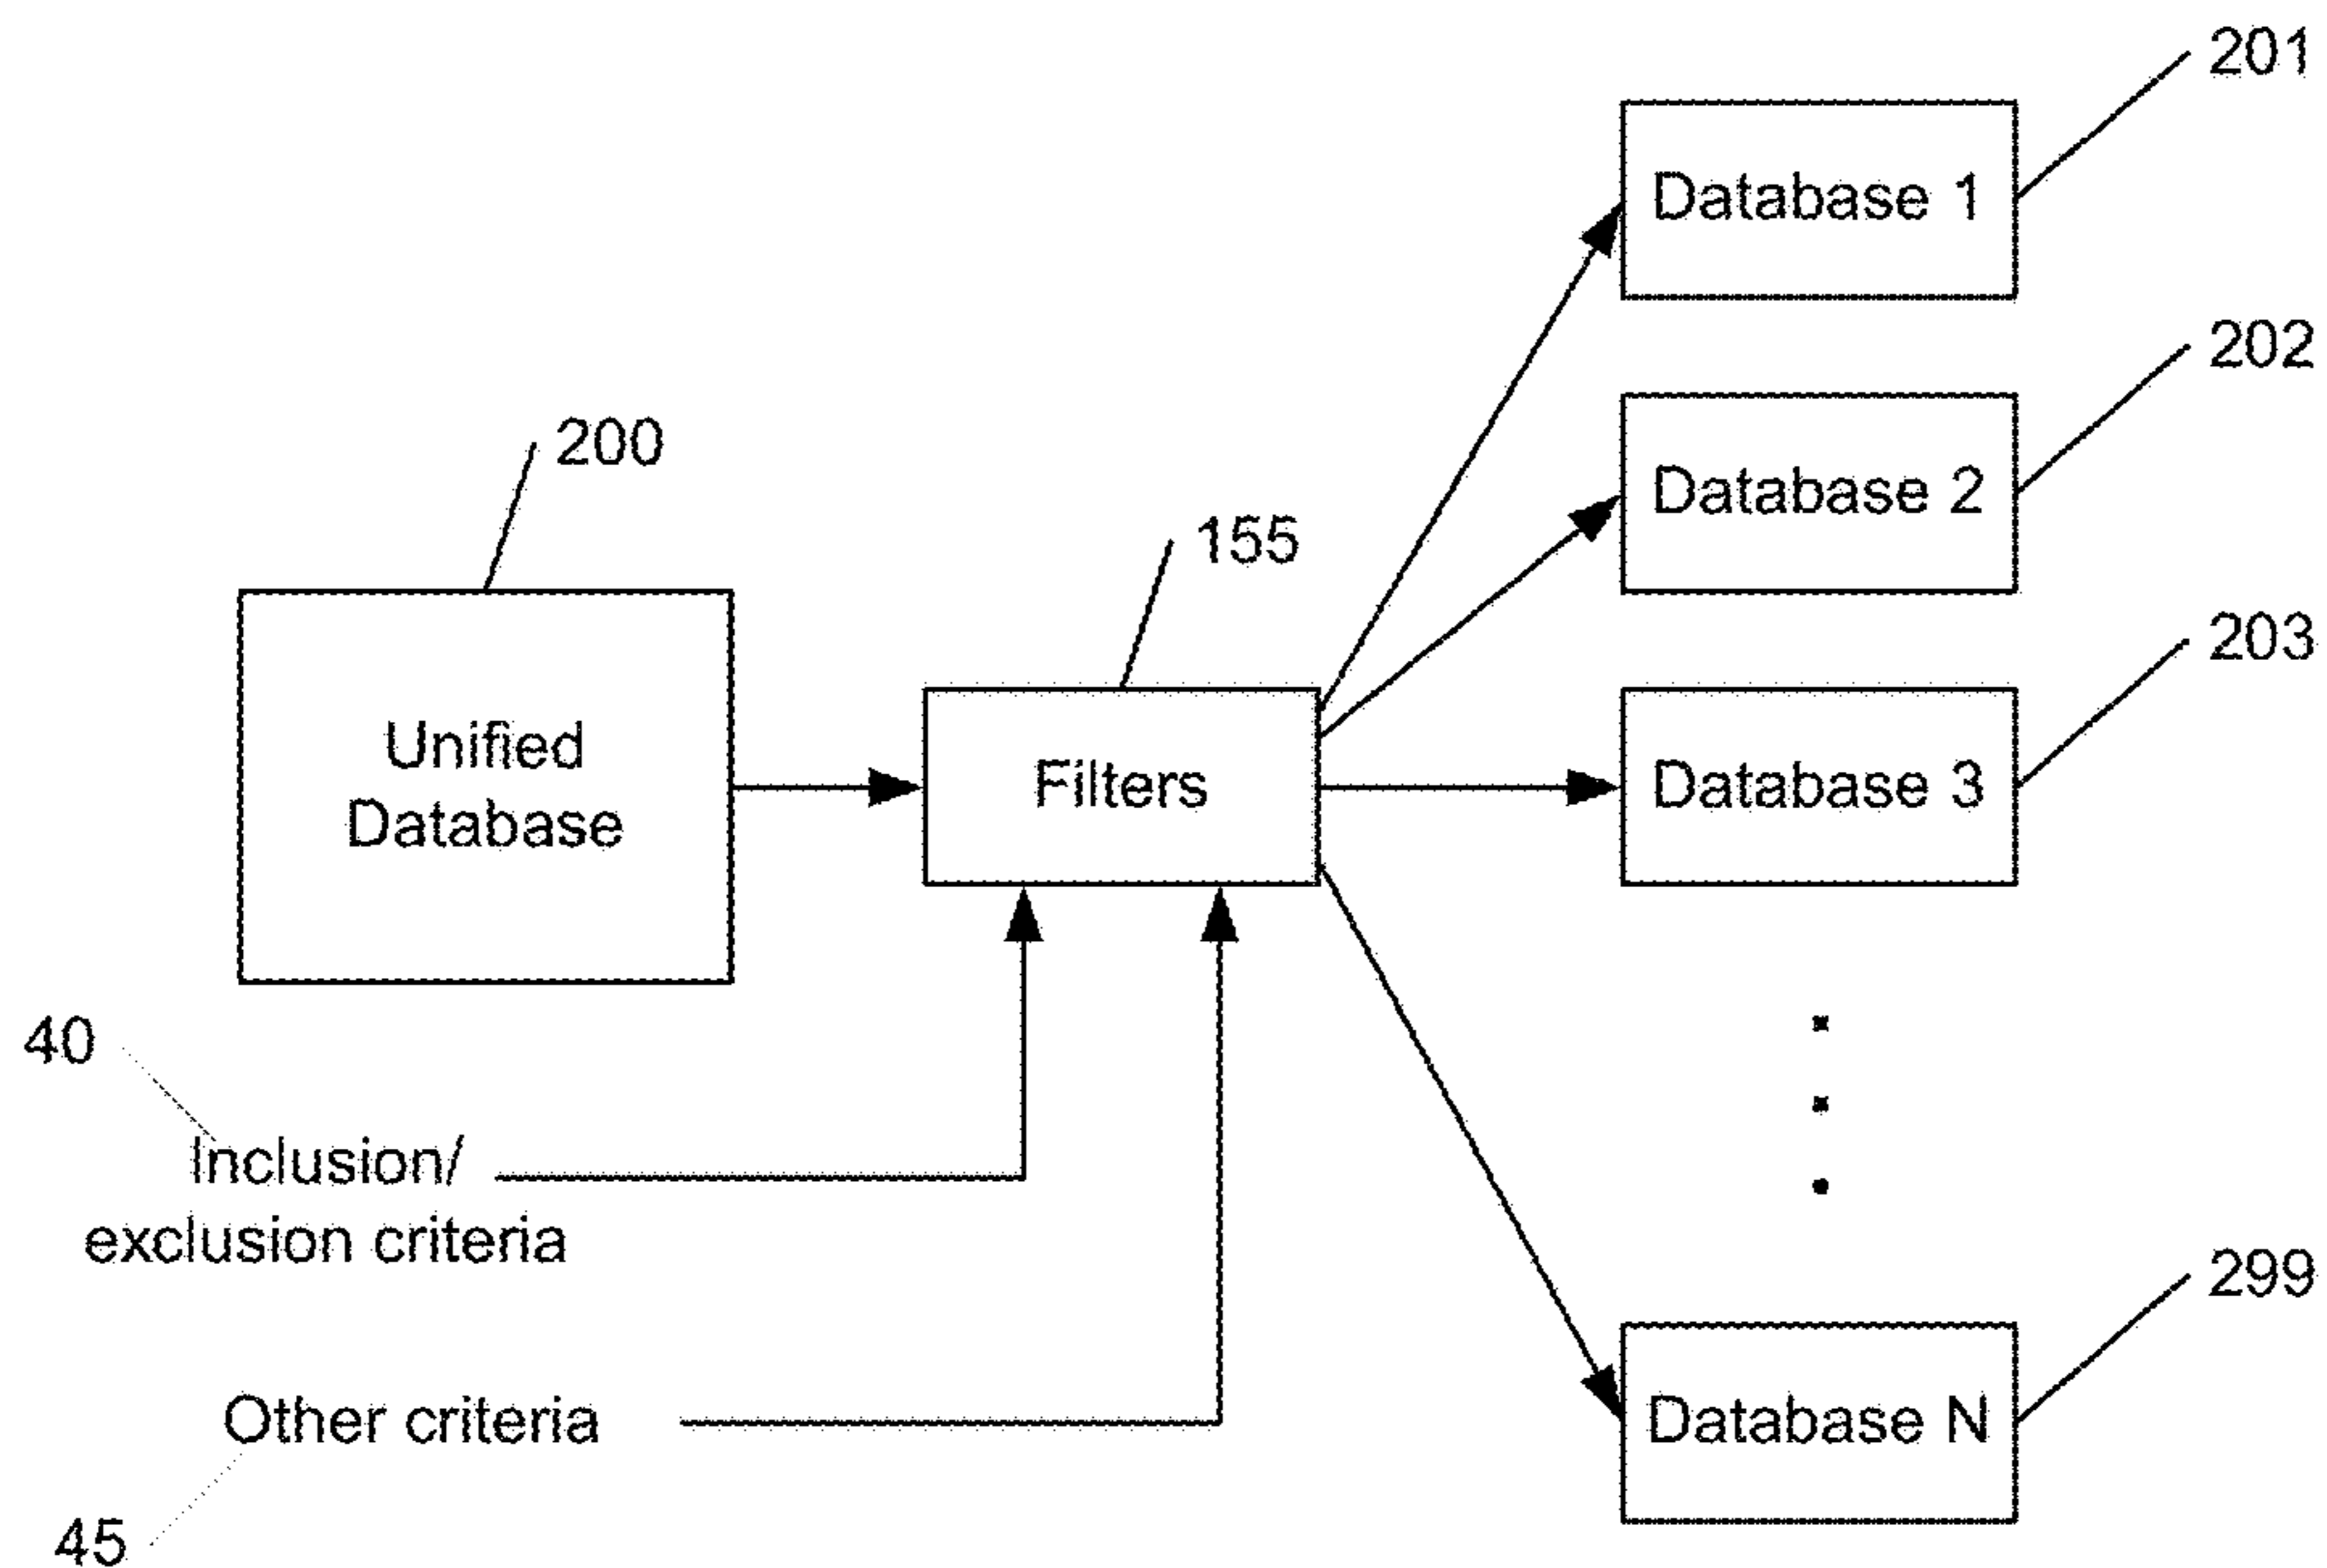 201
Database 1
202
Database 2
200
155
203
Unified
Database
Filters
Database 3
40
Inclusion/
exclusion criteria
299
Other criteria
Database N
45